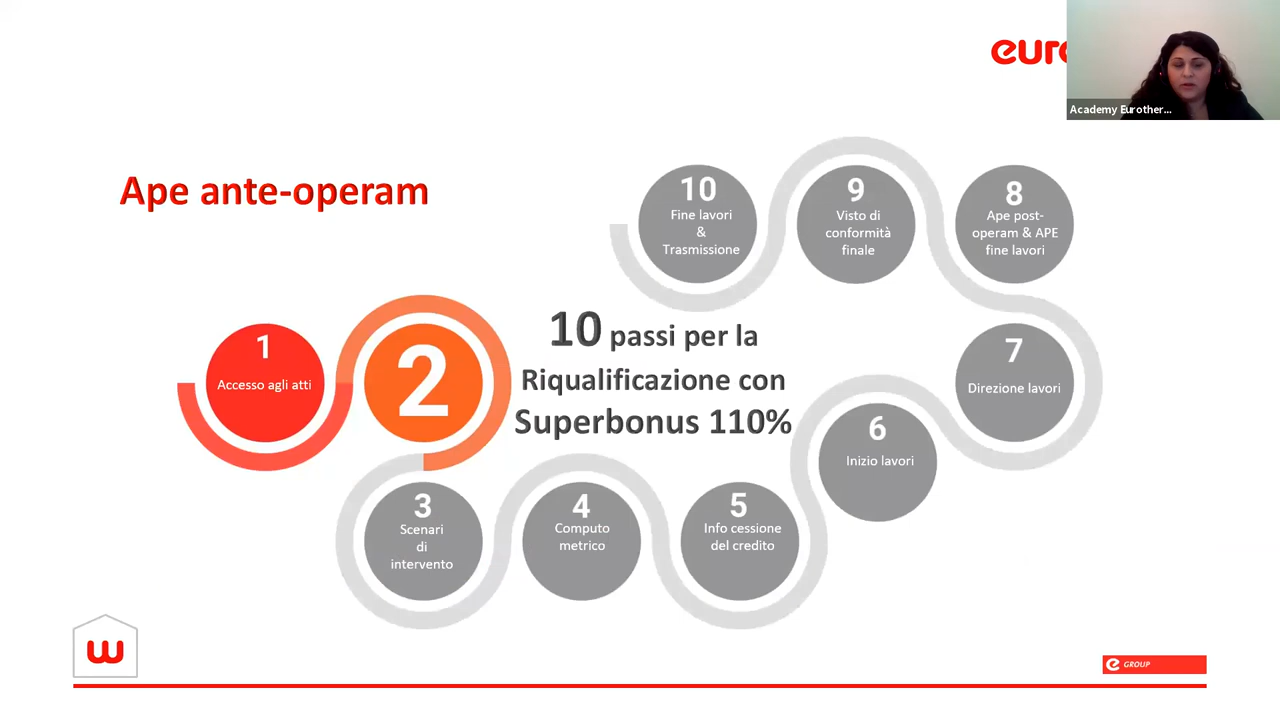 euro
Academy Eurother...
Ape ante-operam
10
Fine lavori
&
Trasmissione
9
Visto di
conformità
finale
8
Ape post-
operam & APE
fine lavori
1
Accesso agli atti
2
10 passi per la
Riqualificazione con
Superbonus 110%
7
Direzione lavori
6
Inizio lavori
3
Scenari
di
intervento
4
Computo
metrico
5
Info cessione
del credito
w
e GROUP